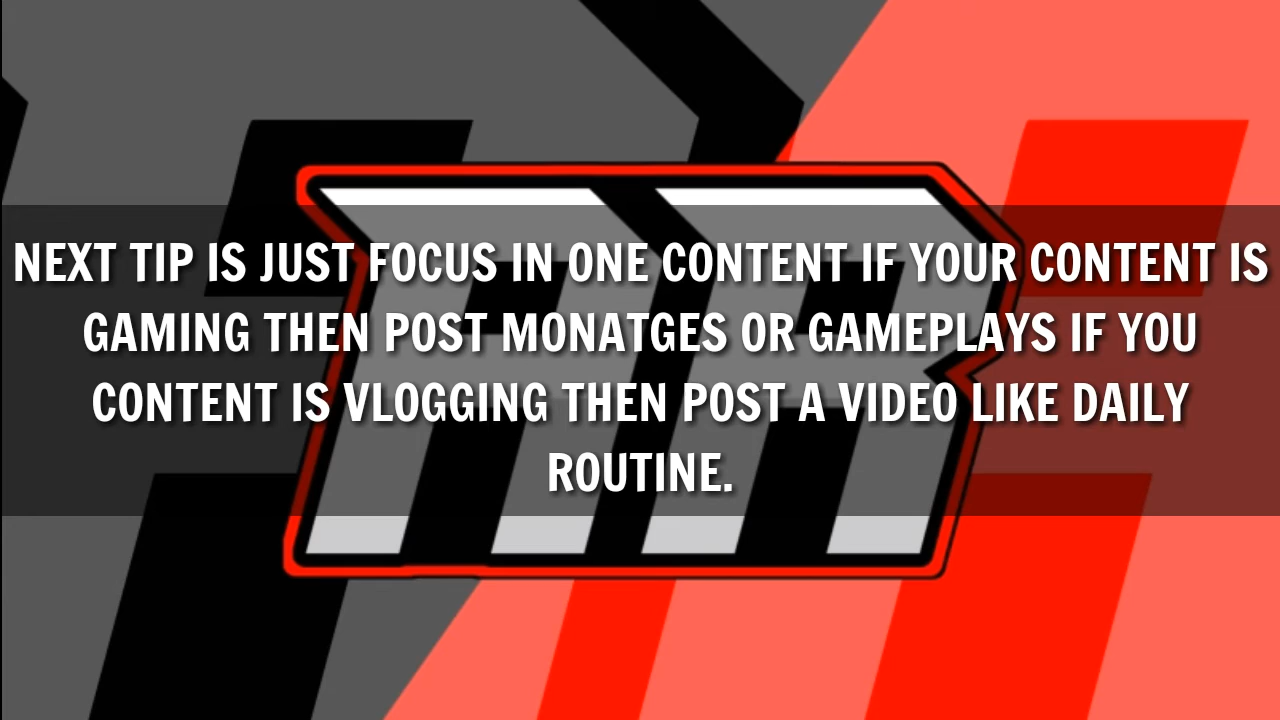 NEXT TIP IS JUST FOCUS IN ONE CONTENT IF YOUR CONTENT IS
GAMING THEN POST MONATGES OR GAMEPLAYS IF YOU
CONTENT IS VLOGGING THEN POST A VIDEO LIKE DAILY
ROUTINE.